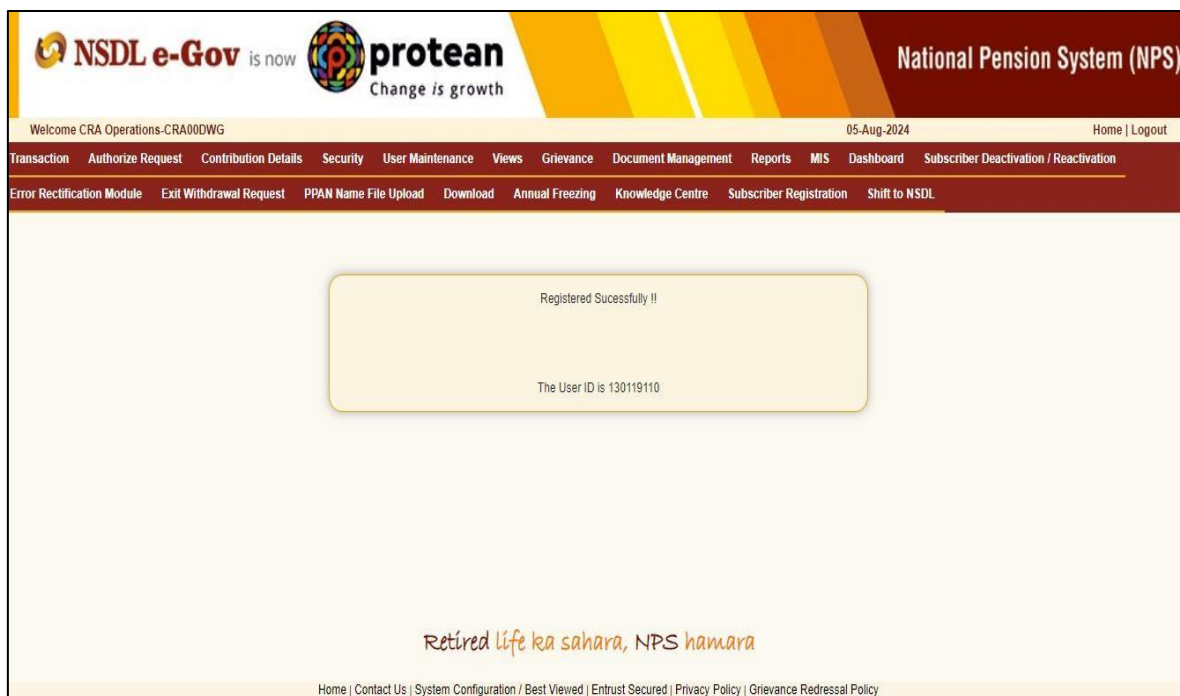 NSDL e-Gov is now protean
Change is growth
National Pension System (NPS)
Welcome CRA Operations-CRA00DWG 05-Aug-2024 Home | Logout
Transaction Authorize Request Contribution Details Security User Maintenance Views Grievance Document Management Reports MIS Dashboard Subscriber Deactivation / Reactivation
Error Rectification Module Exit Withdrawal Request PPAN Name File Upload Download Annual Freezing Knowledge Centre Subscriber Registration Shift to NSDL
Registered Sucessfully !!
The User ID is 130119110
Retired life ka sahara, NPS hamara
Home | Contact Us | System Configuration / Best Viewed | Entrust Secured | Privacy Policy | Grievance Redressal Policy